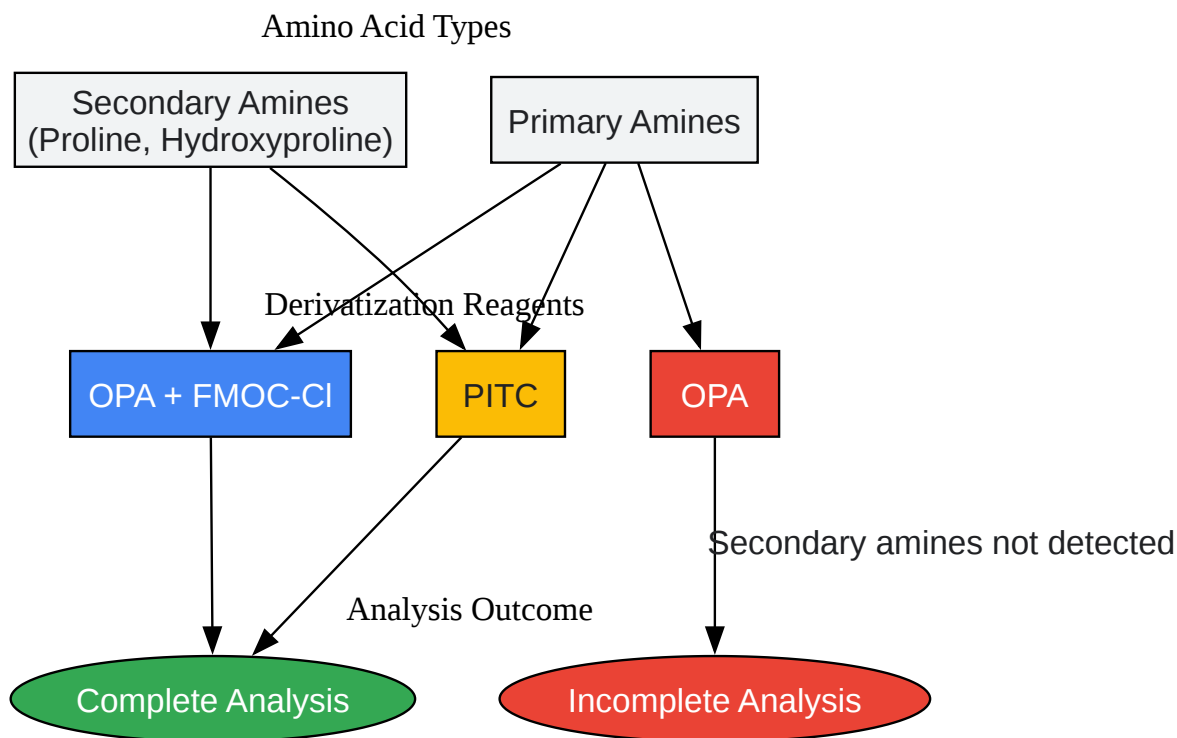 Amino Acid Types
Secondary Amines
(Proline, Hydroxyproline)
Primary Amines
Derivatization Reagents
OPA + FMOC-Cl
PITC
OPA
Secondary amines not detected
Analysis Outcome
Complete Analysis
Incomplete Analysis